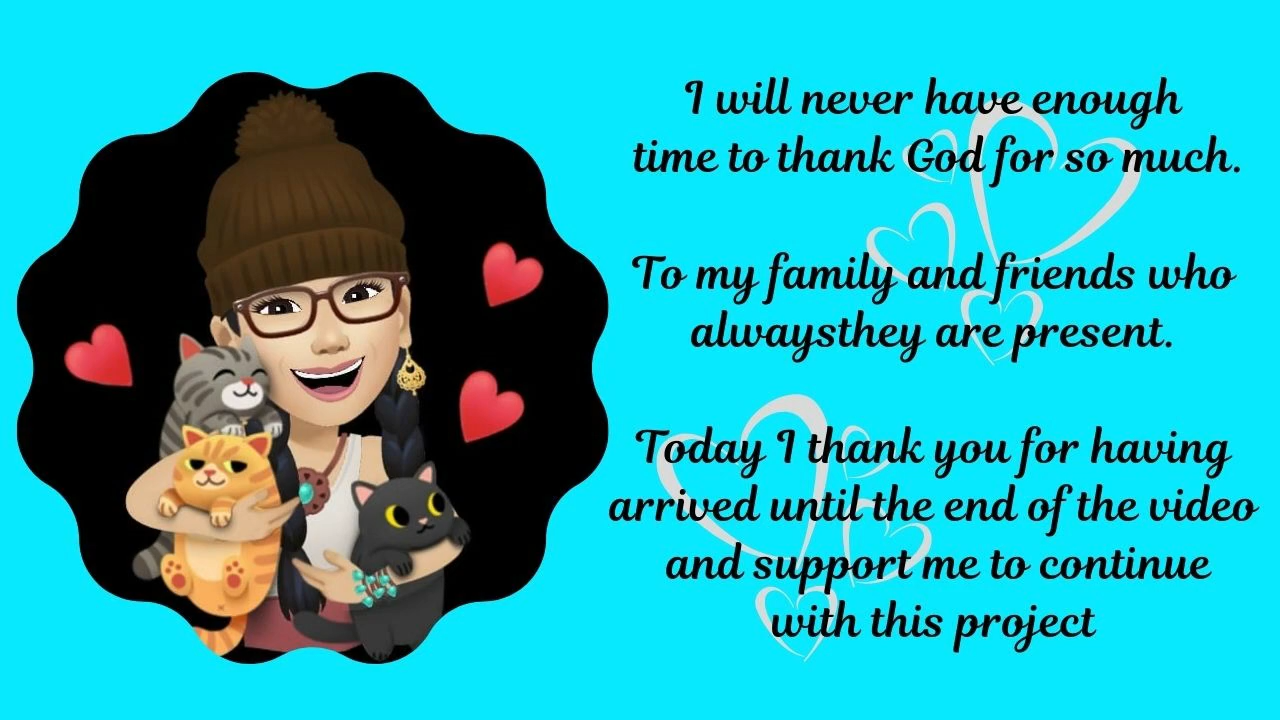 I will never have enough
time to thank God for so much.
To my family and friends who
alwaysthey are present.
Today I thank you for having
arrived until the end of the video
and support me to continue
with this project